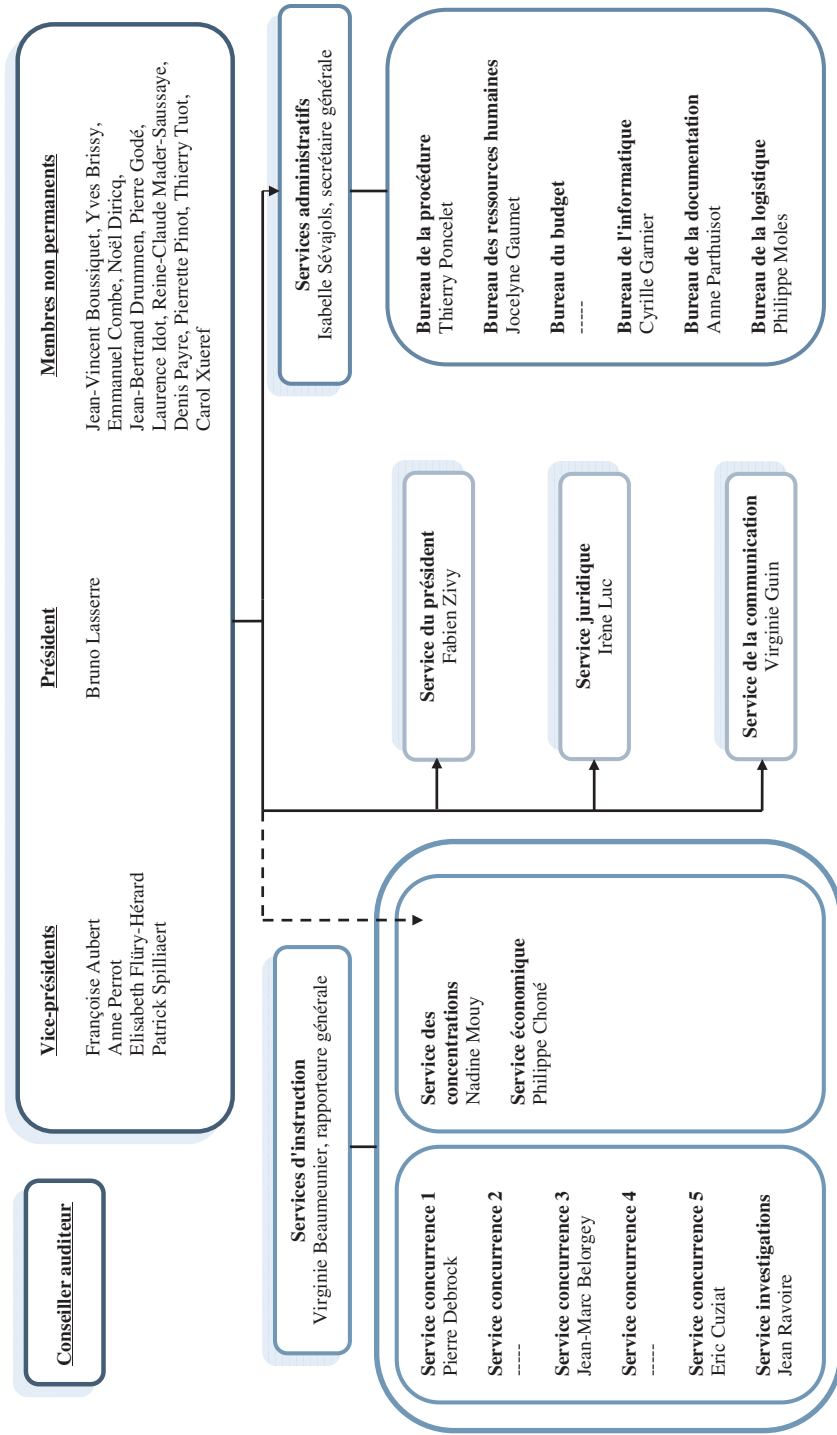 Conseiller auditeur
Vice-présidents
Françoise Aubert
Anne Perrot
Elisabeth Flüry-Hérard
Patrick Spilliaert
Président
Bruno Lasserre
Membres non permanents
Jean-Vincent Boussiquet, Yves Brissy,
Emmanuel Combe, Noël Diricq,
Jean-Bertrand Drummen, Pierre Godé,
Laurence Idot, Reine-Claude Mader-Saussaye,
Denis Payre, Pierrette Pinot, Thierry Tuot,
Carol Xueref
Services d'instruction
Virginie Beaumeunier, rapporteure générale
Service concurrence 1
Pierre Debrock
Service concurrence 2
-----
Service concurrence 3
Jean-Marc Belorgey
Service concurrence 4
-----
Service concurrence 5
Eric Cuziat
Service investigations
Jean Ravoire
Service des
concentrations
Nadine Mouy
Service économique
Philippe Choné
Service du président
Fabien Zivy
Service juridique
Irène Luc
Service de la communication
Virginie Guin
Services administratifs
Isabelle Sévajols, secrétaire générale
Bureau de la procédure
Thierry Poncelet
Bureau des ressources humaines
Jocelyne Gaumet
Bureau du budget
-----
Bureau de l'informatique
Cyrille Garnier
Bureau de la documentation
Anne Parthuisot
Bureau de la logistique
Philippe Moles